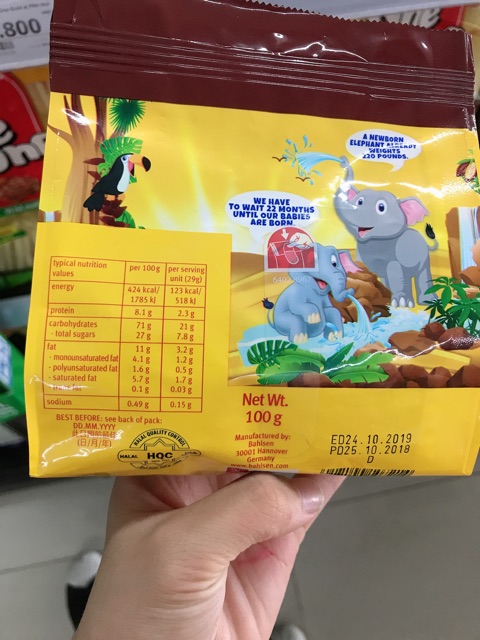 .800
A NEWBORN
ELEPHANT ALREADY
WEIGHTS
220 POUNDS.
WE HAVE
TO WAIT 22 MONTHS
UNTIL OUR BABIES
ARE BORN.
typical nutrition values per 100g per serving unit (29g)
energy 424 kcal/ 1785 kJ 123 kcal/ 518 kJ
protein 8.1 g 2.3 g
carbohydrates 71 g 21 g
- total sugars 27 g 7.8 g
fat 11 g 3.2 g
- monounsaturated fat 4.1 g 1.2 g
- polyunsaturated fat 1.6 g 0.5 g
- saturated fat 5.7 g 1.7 g
0.1 g 0.03 g
sodium 0.49 g 0.15 g
BEST BEFORE: see back of pack:
DD.MM.YYYY
(日/月/年)
HALAL QUALITY CONTROL
HALAL HQC
Net Wt.
100 g
Manufactured by:
Bahlsen
30001 Hannover
Germany
www.bahlsen.com
ED24.10.2019
PD25.10.2018
D